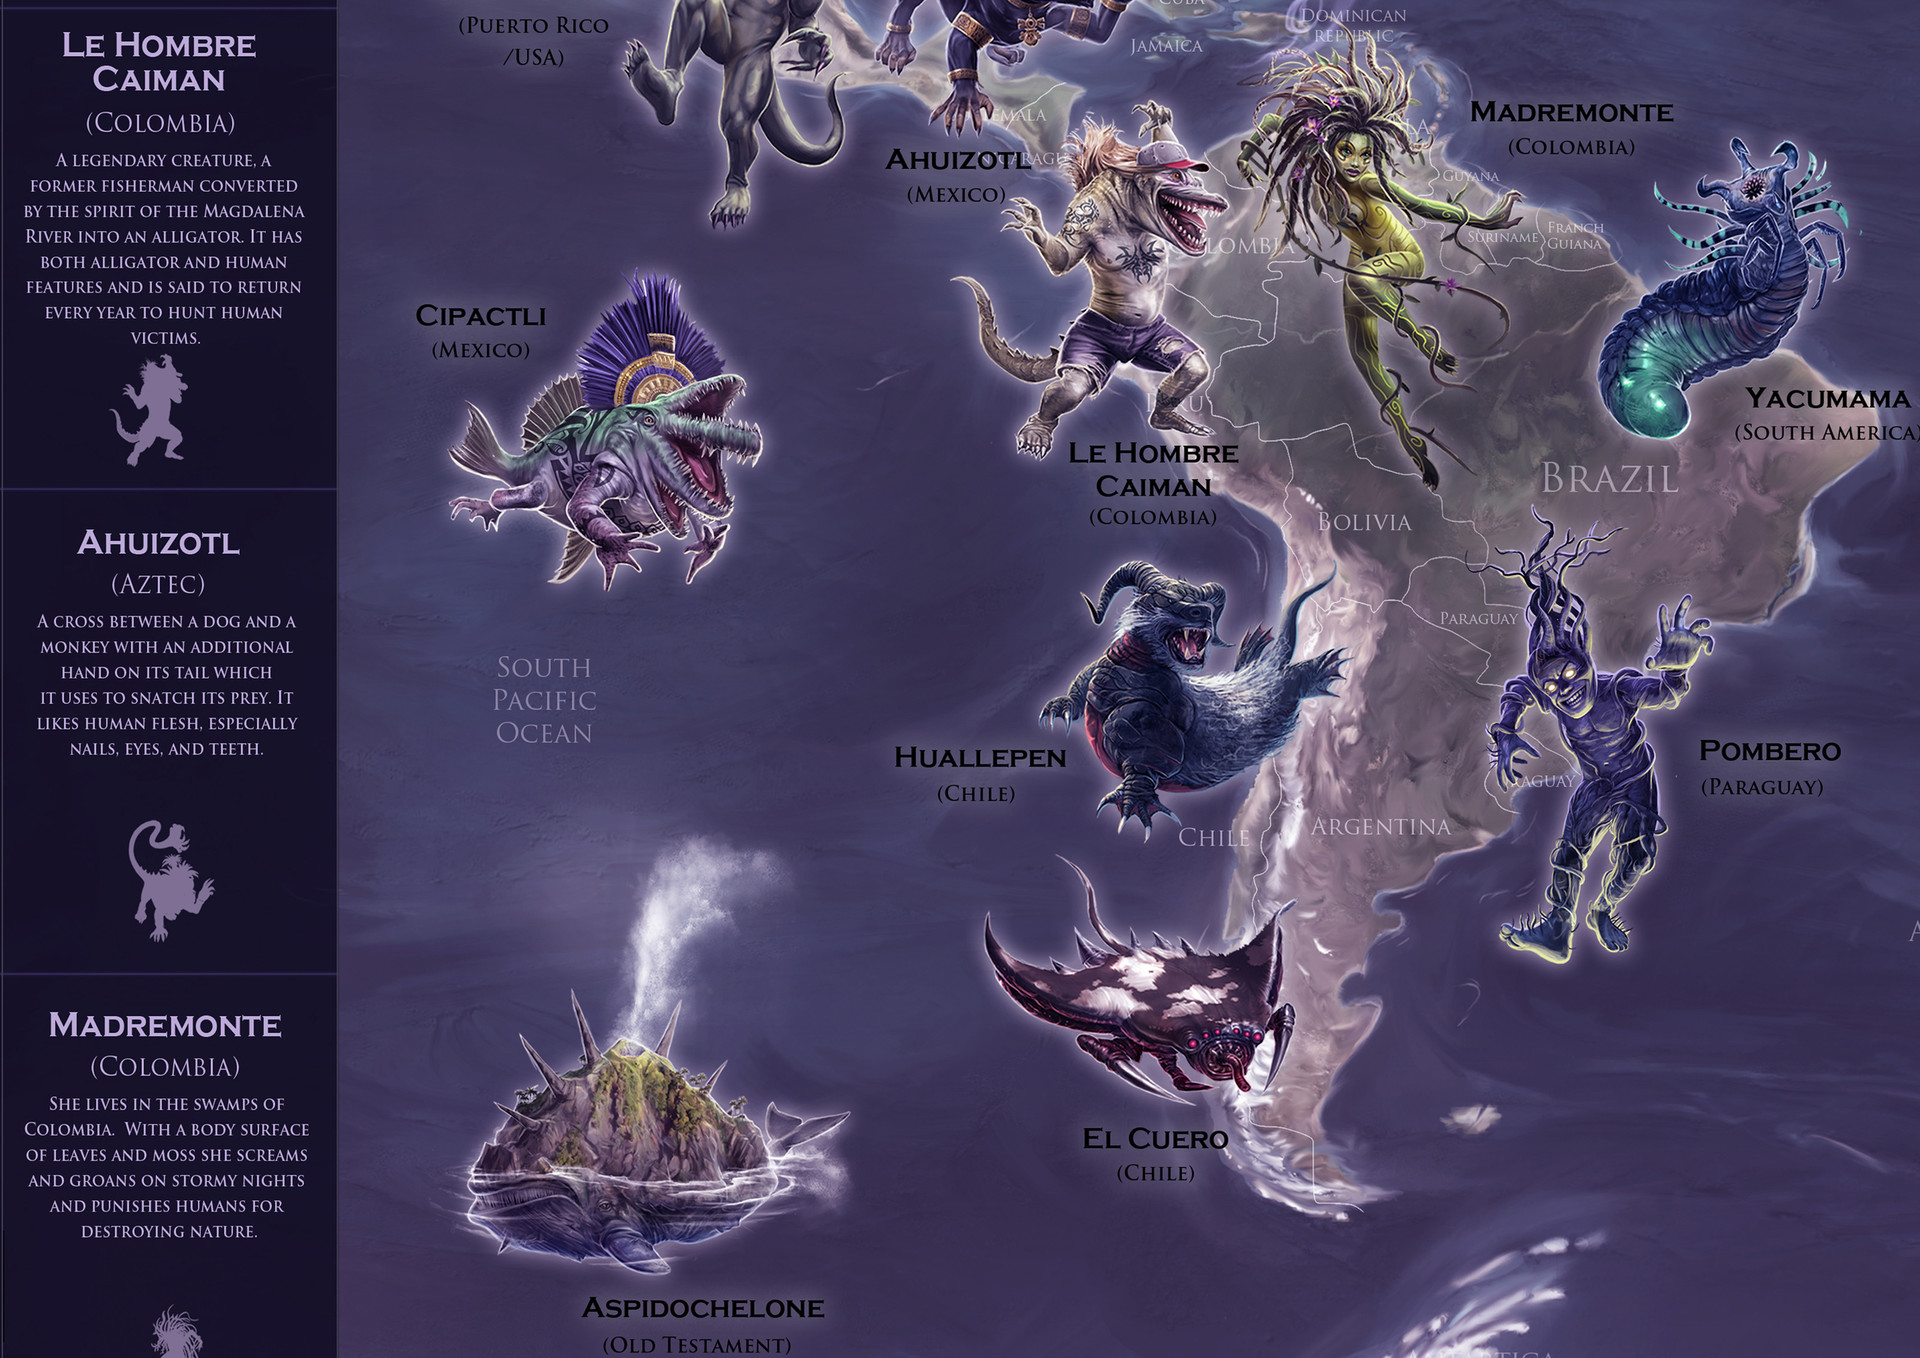 Le Hombre
Caiman
(Colombia)
A legendary creature, a
former fisherman converted
by the spirit of the Magdalena
River into an alligator. It has
both alligator and human
features and is said to return
every year to hunt human
victims.
Ahuizotl
(Aztec)
A cross between a dog and a
monkey with an additional
hand on its tail which
it uses to snatch its prey. It
likes human flesh, especially
nails, eyes, and teeth.
Madremonte
(Colombia)
She lives in the swamps of
Colombia. With a body surface
of leaves and moss she screams
and groans on stormy nights
and punishes humans for
destroying nature.
(Puerto Rico
/USA)
Cuba
Dominican
Republic
Jamaica
Ahuizotl
(Mexico)
Madremonte
(Colombia)
Guyana
Suriname
Franch
Guiana
Cipactli
(Mexico)
Yacumama
(South America)
Le Hombre
Caiman
(Colombia)
Brazil
Bolivia
Paraguay
South
Pacific
Ocean
Huallepen
(Chile)
Pombero
(Paraguay)
Chile
Argentina
El Cuero
(Chile)
Aspidochelone
(Old Testament)